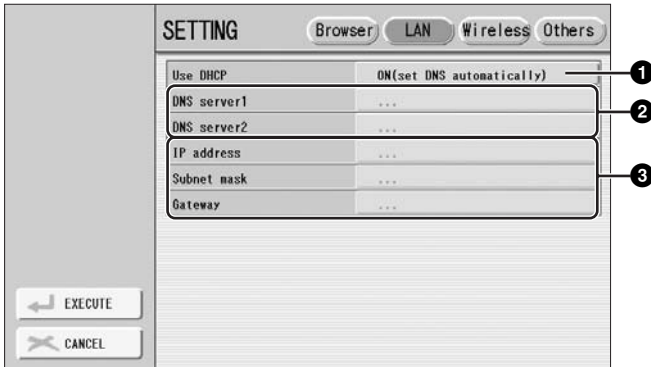 SETTING Browser LAN Wireless Others
Use DHCP ON(set DNS automatically) 1
DNS server1 ...
2
DNS server2 ...
IP address ...
Subnet mask ... 3
Gateway ...
EXECUTE
CANCEL